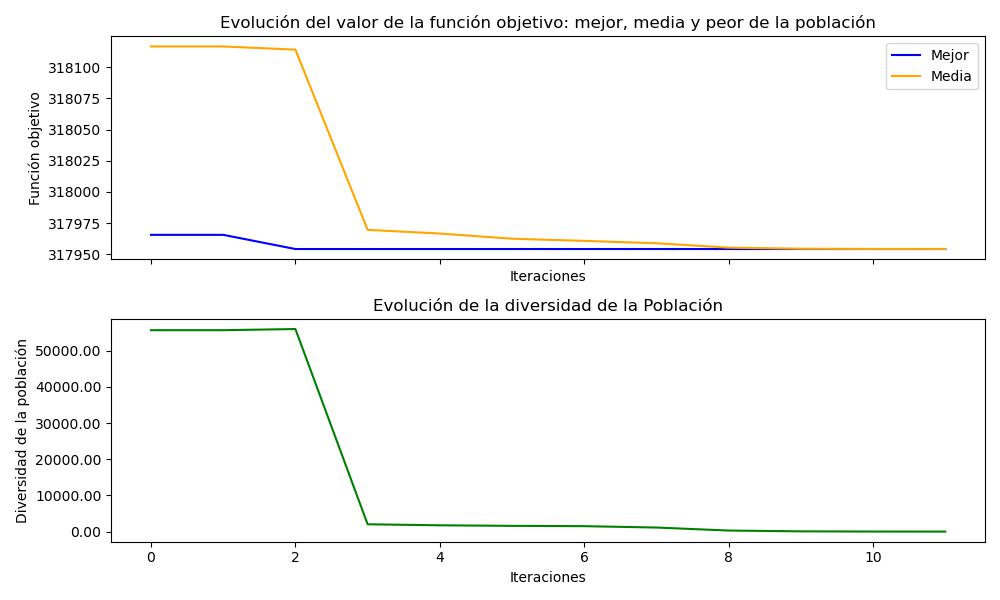 Evolución del valor de la función objetivo: mejor, media y peor de la población
Función objetivo
318100
318075
318050
318025
318000
317975
317950
Mejor
Media
Iteraciones
Evolución de la diversidad de la Población
Diversidad de la población
50000.00
40000.00
30000.00
20000.00
10000.00
0.00
0 2 4 6 8 10
Iteraciones